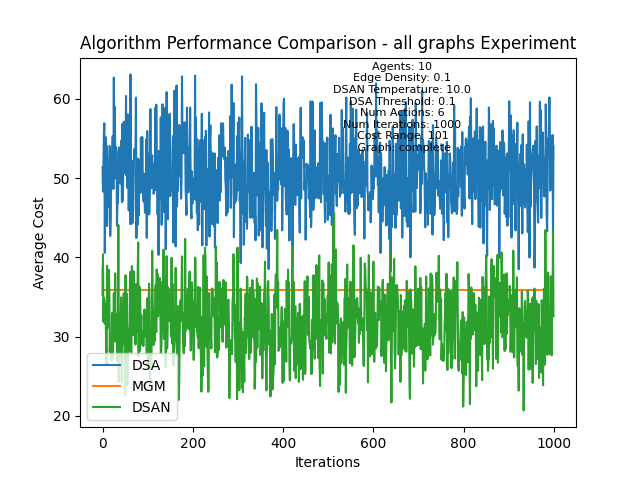 Algorithm Performance Comparison - all graphs Experiment
Agents: 10
Edge Density: 0.1
DSAN Temperature: 10.0
DSA Threshold: 0.1
Num Actions: 6
Num Iterations: 1000
Cost Range: 101
Graph: complete
60
50
40
30
20
Average Cost
DSA
MGM
DSAN
0
200
400
600
800
1000
Iterations